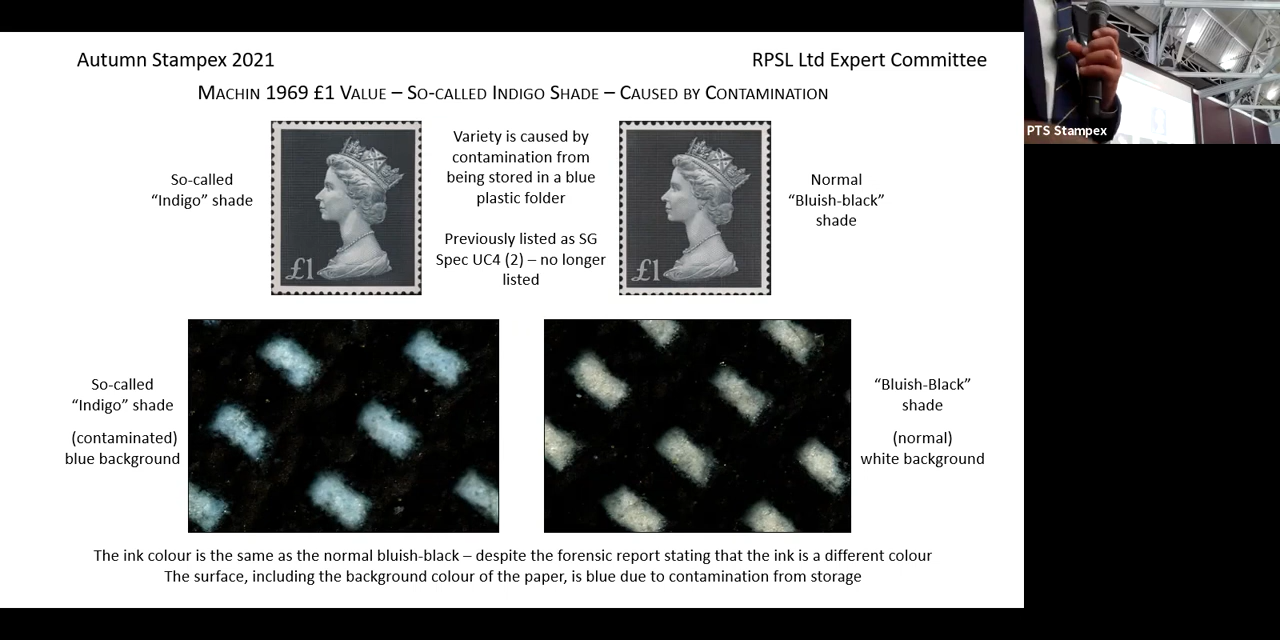 Autumn Stampex 2021
RPSL Ltd Expert Committee
MACHIN 1969 £1 VALUE – SO-CALLED INDIGO SHADE – CAUSED BY CONTAMINATION
So-called
“Indigo” shade
£1
Variety is caused by
contamination from
being stored in a blue
plastic folder
Previously listed as SG
Spec UC4 (2) – no longer
listed
£1
Normal
“Bluish-black”
shade
So-called
“Indigo” shade
(contaminated)
blue background
“Bluish-Black”
shade
(normal)
white background
The ink colour is the same as the normal bluish-black – despite the forensic report stating that the ink is a different colour
The surface, including the background colour of the paper, is blue due to contamination from storage
PTS Stampex